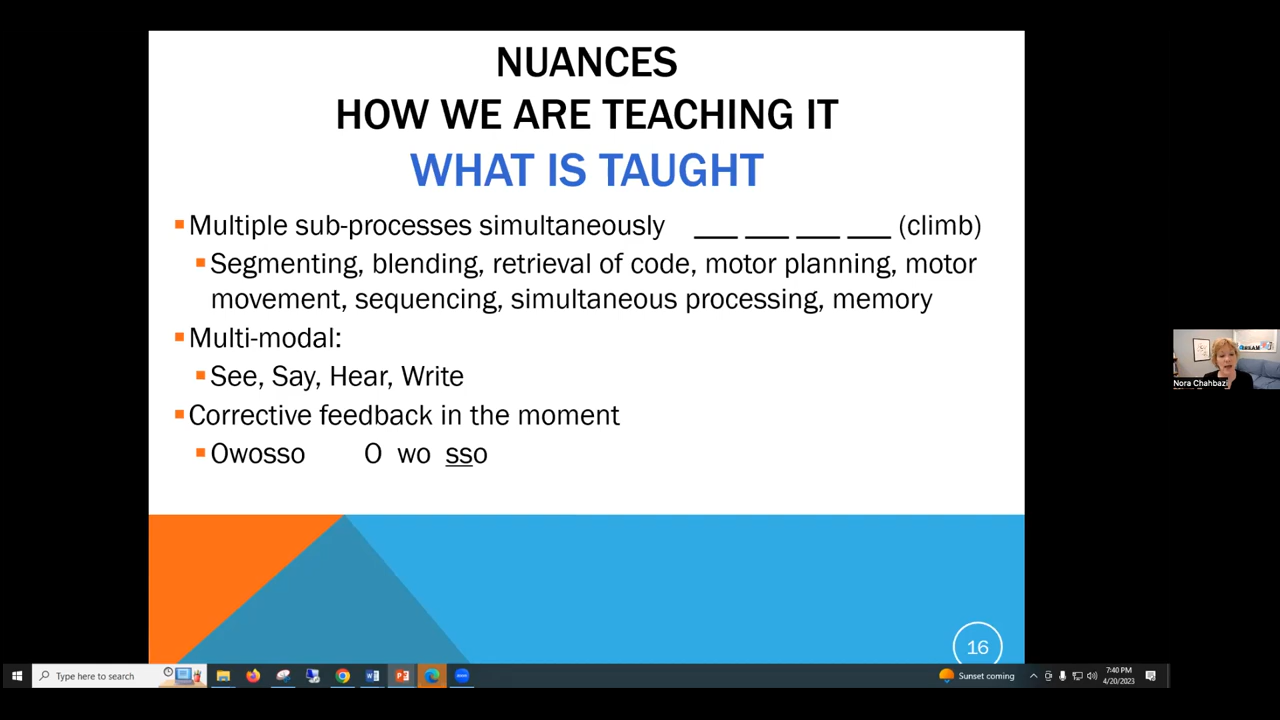 NUANCES
HOW WE ARE TEACHING IT
WHAT IS TAUGHT
Multiple sub-processes simultaneously ___ ___ ___ ___ (climb)
Segmenting, blending, retrieval of code, motor planning, motor
movement, sequencing, simultaneous processing, memory
Multi-modal:
See, Say, Hear, Write
Corrective feedback in the moment
Owosso O wo sso
16
Nora Chahbazi
Type here to search
Sunset coming
7:40 PM
4/20/2023